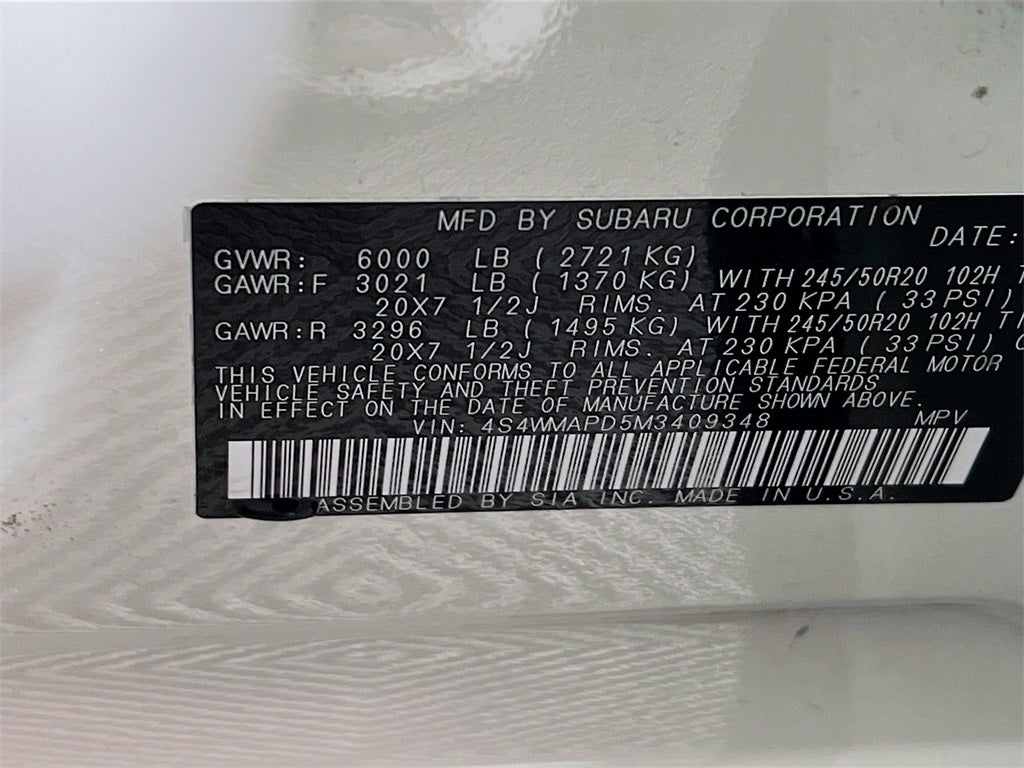 MFD BY SUBARU CORPORATION
DATE:
GVWR: 6000 LB ( 2721 KG)
GAWR:F 3021 LB ( 1370 KG) WITH 245/50R20 102H T
20X7 1/2J RIMS. AT 230 KPA ( 33 PSI)
GAWR:R 3296 LB ( 1495 KG) WITH 245/50R20 102H TI
20X7 1/2J RIMS. AT 230 KPA ( 33 PSI) C
THIS VEHICLE CONFORMS TO ALL APPLICABLE FEDERAL MOTOR
VEHICLE SAFETY AND THEFT PREVENTION STANDARDS
IN EFFECT ON THE DATE OF MANUFACTURE SHOWN ABOVE.
VIN: 4S4WMAPD5M3409348 MPV
ASSEMBLED BY SIA INC. MADE IN U.S.A.